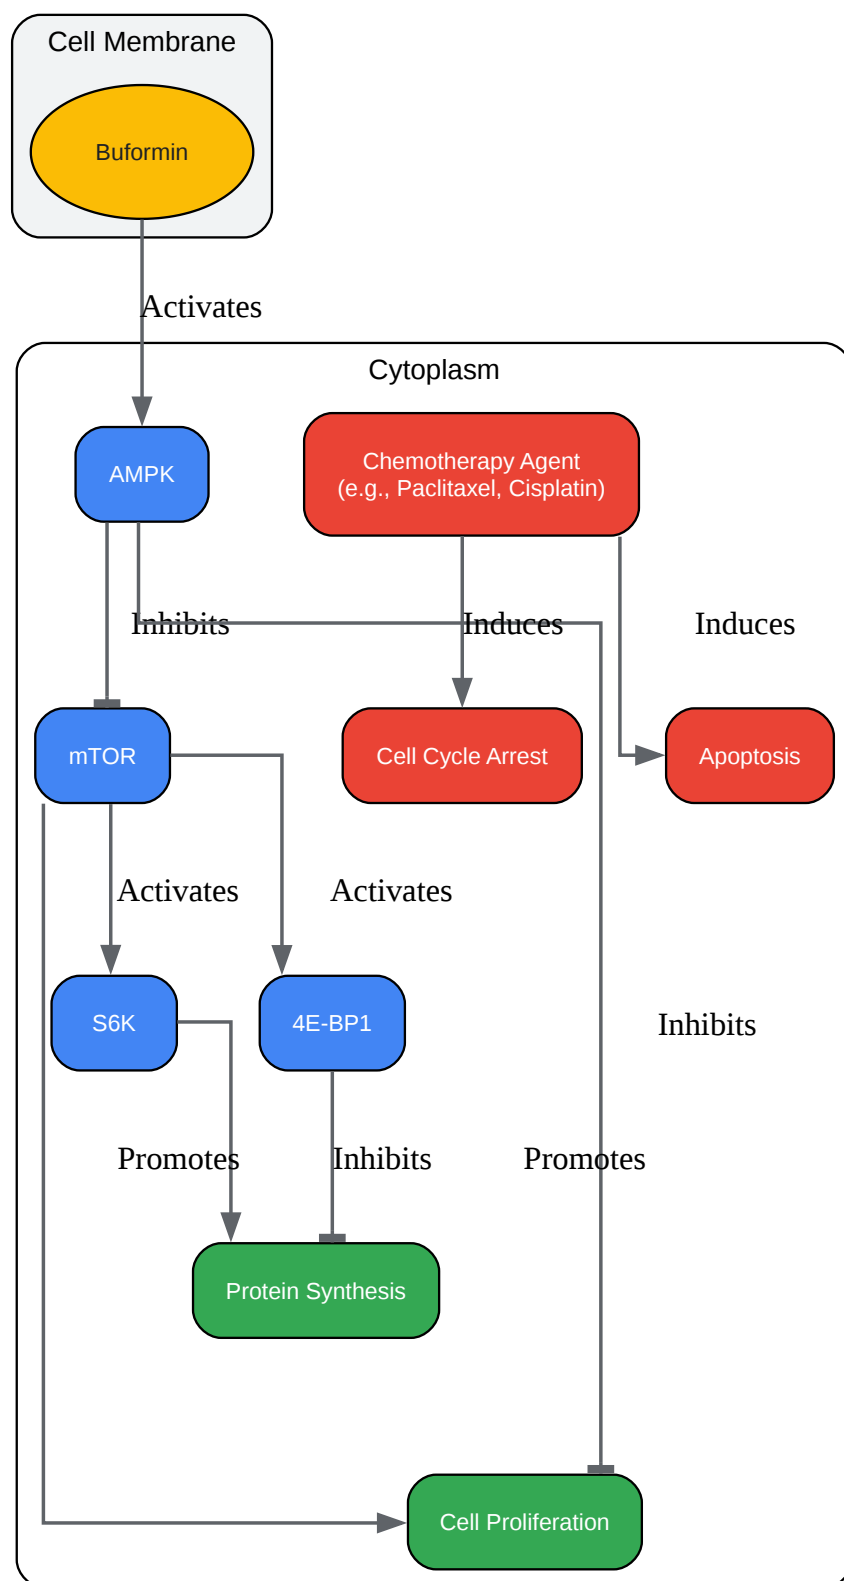 Cell Membrane
Buformin
Activates
Cytoplasm
AMPK
Chemotherapy Agent
(e.g., Paclitaxel, Cisplatin)
Inhibits
Induces
Induces
mTOR
Cell Cycle Arrest
Apoptosis
Activates
Activates
S6K
4E-BP1
Inhibits
Promotes
Inhibits
Promotes
Protein Synthesis
Cell Proliferation